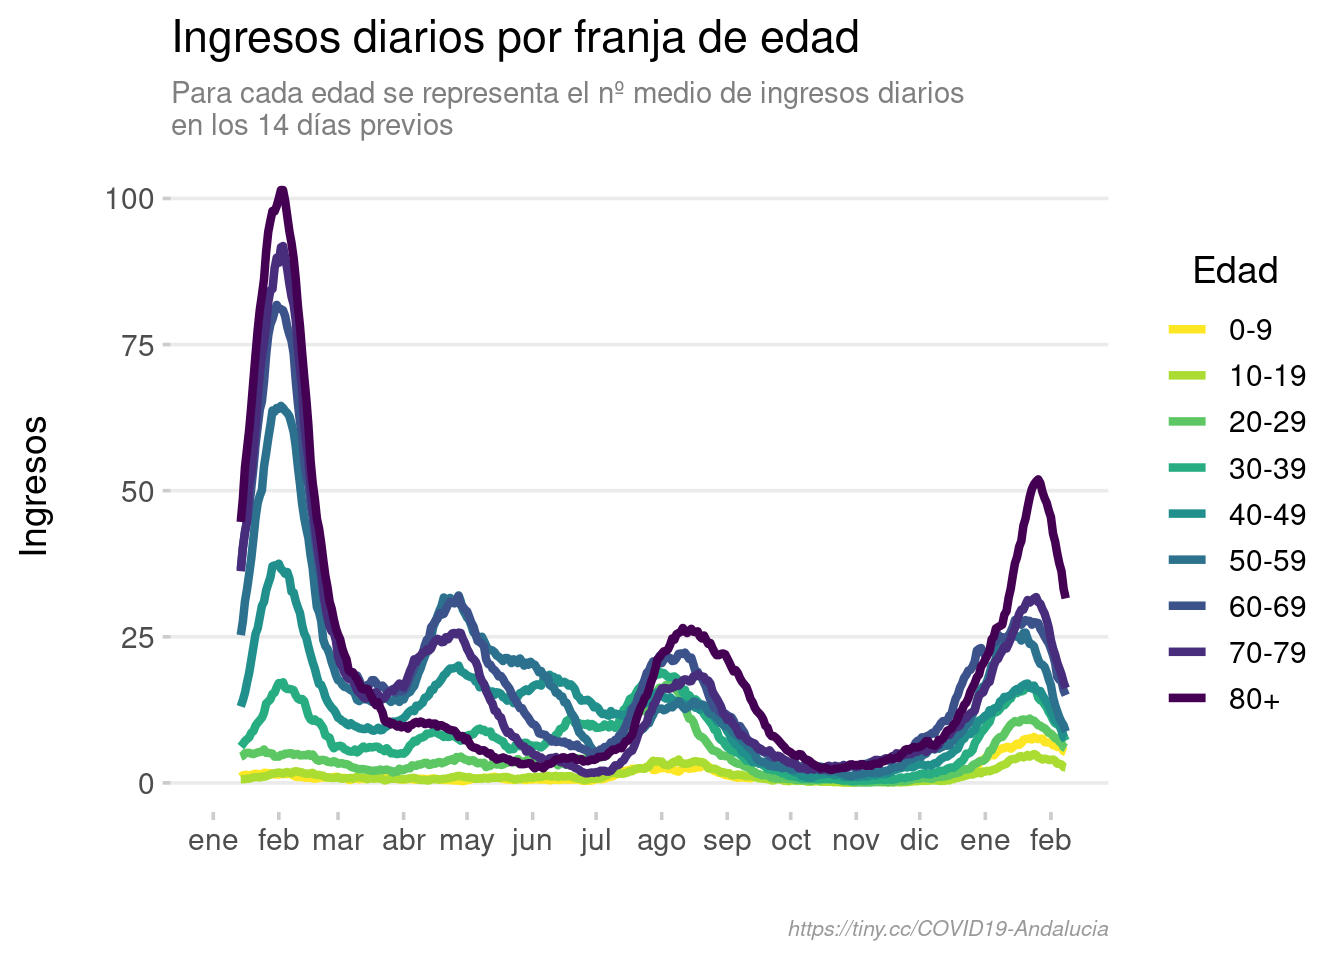 Ingresos diarios por franja de edad
Para cada edad se representa el nº medio de ingresos diarios
en los 14 días previos
Ingresos
100
75
50
25
0
ene feb mar abr may jun jul ago sep oct nov dic ene feb
Edad
0-9
10-19
20-29
30-39
40-49
50-59
60-69
70-79
80+
https://tiny.cc/COVID19-Andalucia